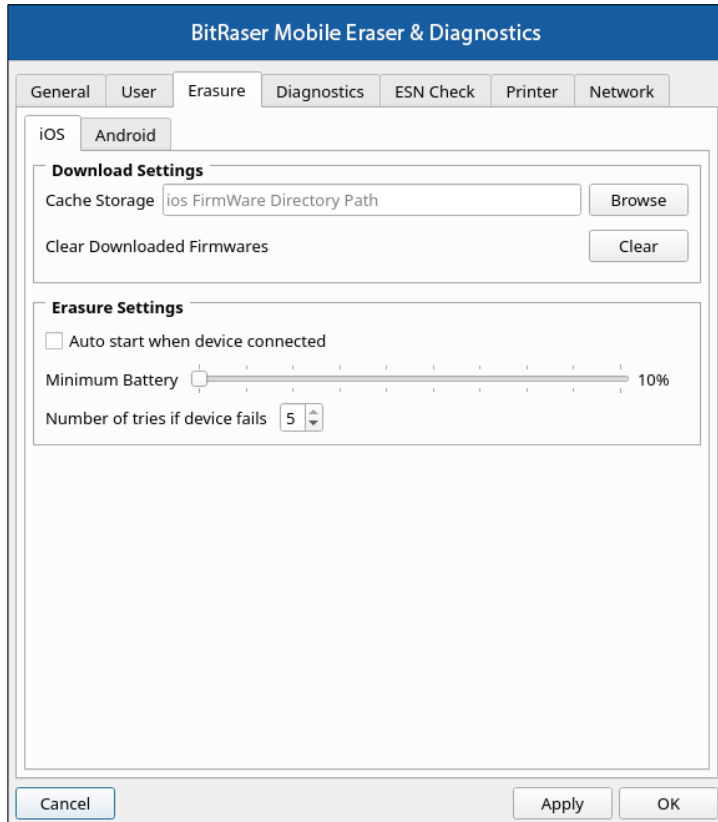 BitRaser Mobile Eraser & Diagnostics
General User Erasure Diagnostics ESN Check Printer Network
iOS Android
Download Settings
Cache Storage ios FirmWare Directory Path Browse
Clear Downloaded Firmwares Clear
Erasure Settings
Auto start when device connected
Minimum Battery 10%
Number of tries if device fails 5
Cancel Apply OK